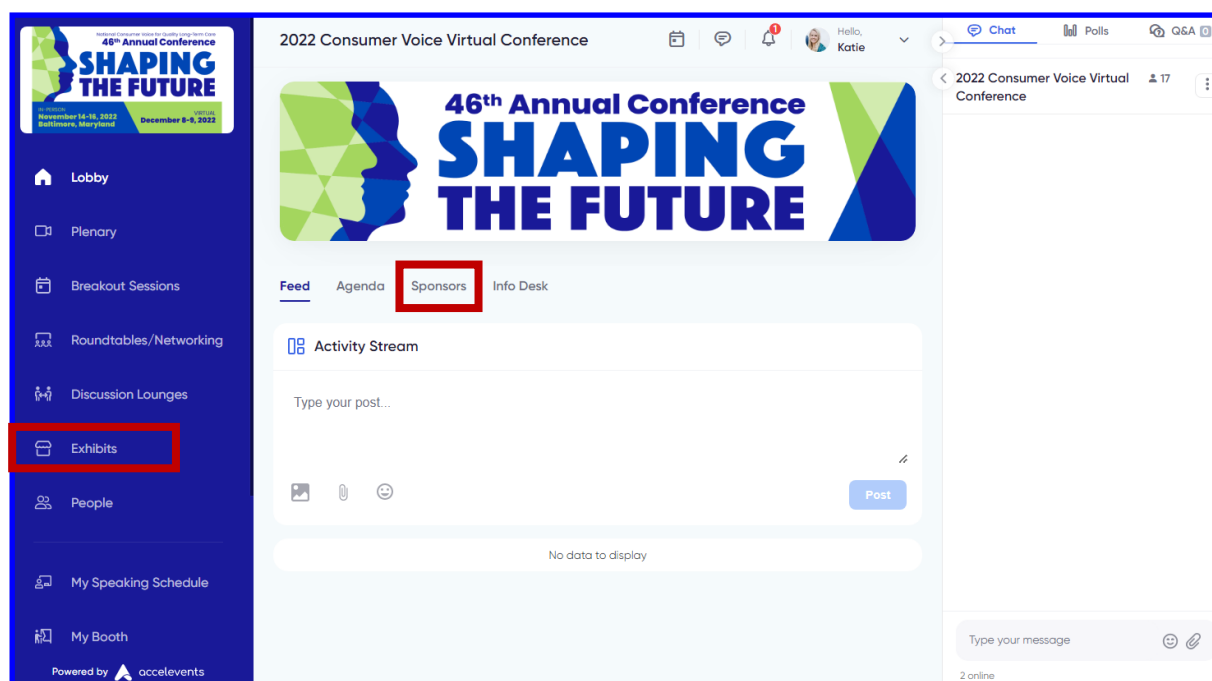 National Consumer Voice for Quality Long-Term Care
46th Annual Conference
SHAPING
THE FUTURE
IN-PERSON
November 14-16, 2022
Baltimore, Maryland
VIRTUAL
December 8-9, 2022
Lobby
Plenary
Breakout Sessions
Roundtables/Networking
Discussion Lounges
Exhibits
People
My Speaking Schedule
My Booth
Powered by accelevents
2022 Consumer Voice Virtual Conference
1
Hello,
Katie
46th Annual Conference
SHAPING
THE FUTURE
Feed Agenda Sponsors Info Desk
Activity Stream
Type your post...
Post
No data to display
Chat Polls Q&A 0
2022 Consumer Voice Virtual
Conference
17
Type your message
2 online